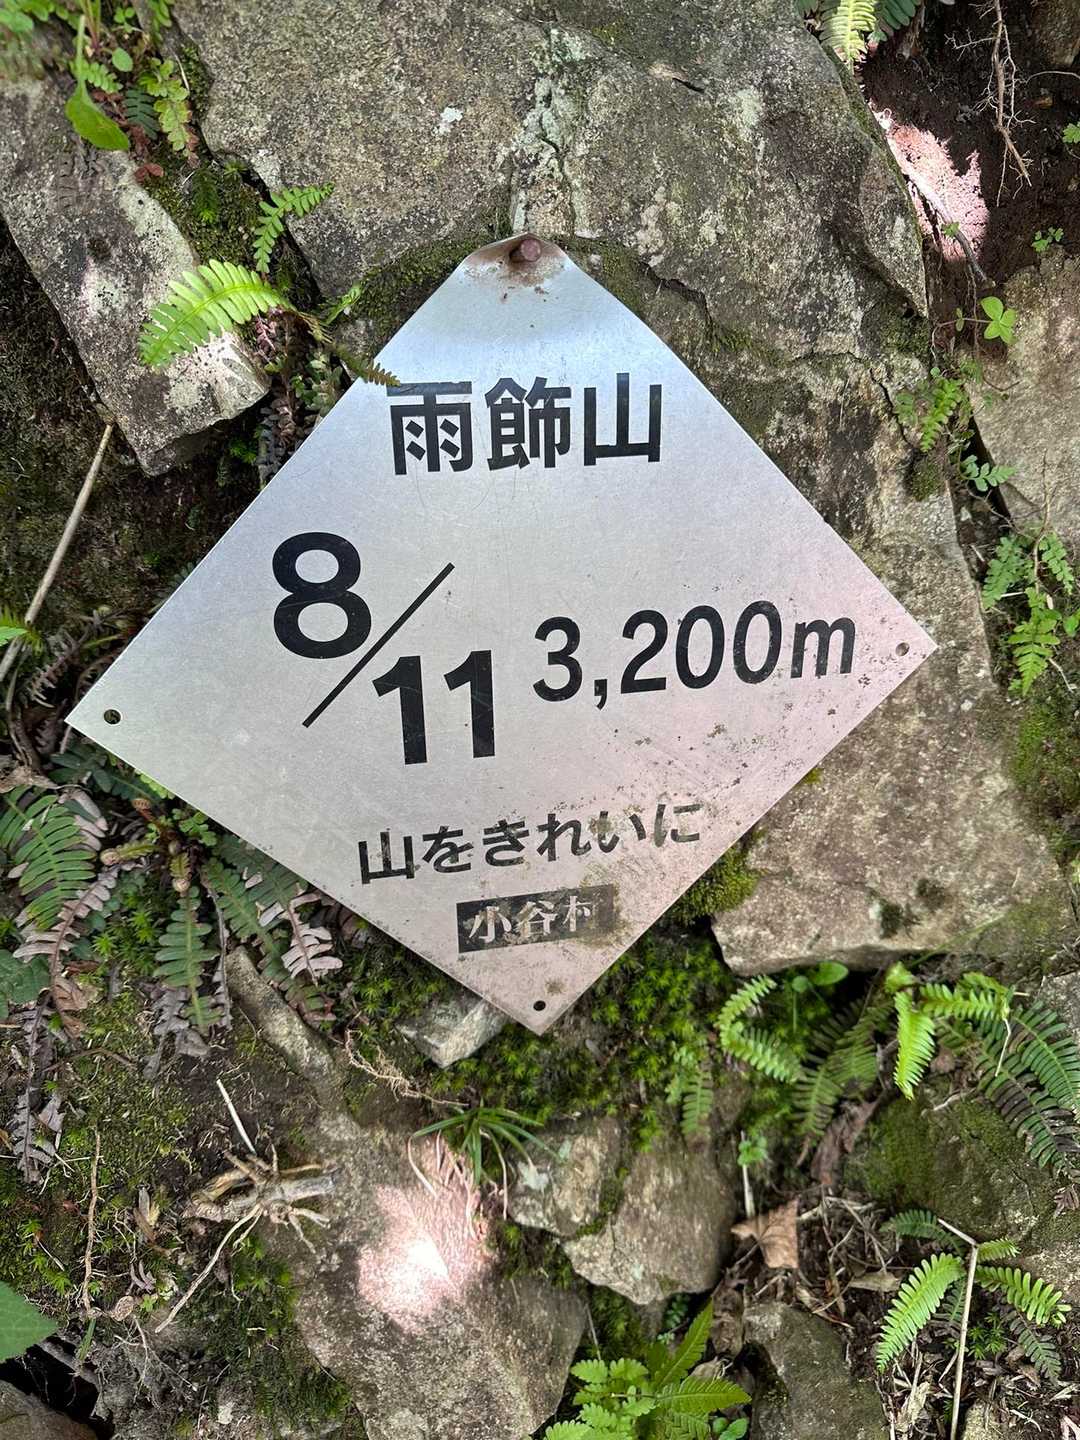 雨飾山
8/11 3,200m
山をきれいに
小谷村